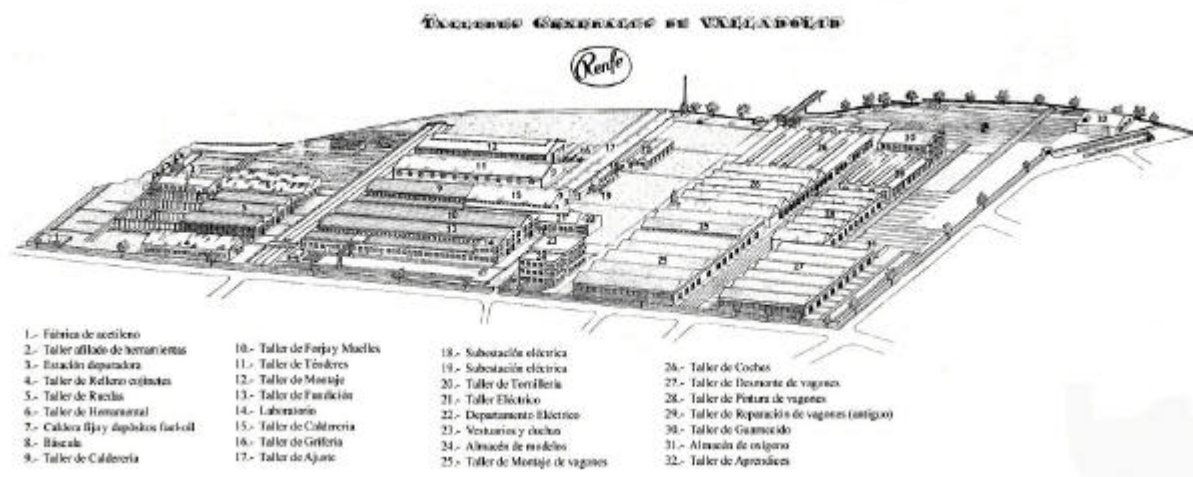 TALLERES GENERALES DE VALLADOLID
Renfe
1.- Fábrica de acetileno
2.- Taller afilado de herramientas
3.- Estación depuradora
4.- Taller de Relleno cojinetes
5.- Taller de Ruedas
6.- Taller de Herramental
7.- Caldera fija y depósitos fuel-oil
8.- Báscula
9.- Taller de Calderería
10.- Taller de Forja y Muelles
11.- Taller de Ténderes
12.- Taller de Montaje
13.- Taller de Fundición
14.- Laboratorio
15.- Taller de Calderería
16.- Taller de Grifería
17.- Taller de Ajuste
18.- Subestación eléctrica
19.- Subestación eléctrica
20.- Taller de Tornillería
21.- Taller Eléctrico
22.- Departamento Eléctrico
23.- Vestuarios y duchas
24.- Almacén de modelos
25.- Taller de Montaje de vagones
26.- Taller de Coches
27.- Taller de Desmonte de vagones
28.- Taller de Pintura de vagones
29.- Taller de Reparación de vagones (antiguo)
30.- Taller de Guarnecido
31.- Almacén de oxígeno
32.- Taller de Aprendices